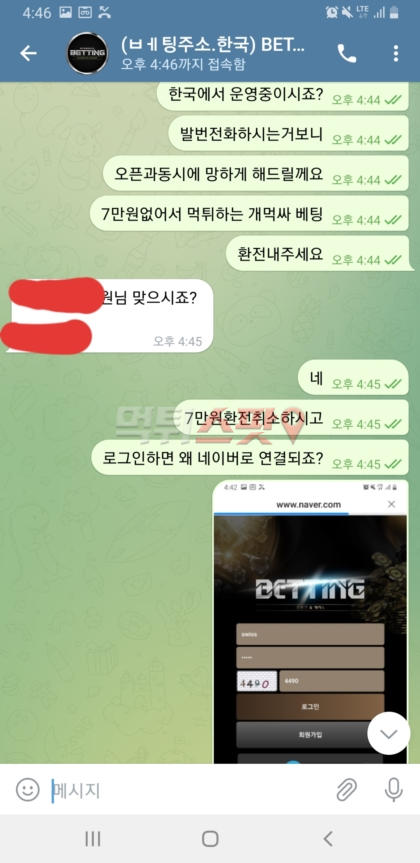 4:46
LTE
BETTING
(ㅂㅔ팅주소.한국) BET...
오후 4:46까지 접속함
한국에서 운영중이시죠?
오후 4:44
발번전화하시는거보니
오후 4:44
오픈과동시에 망하게 해드릴께요
오후 4:44
7만원없어서 먹튀하는 개먹싸 베팅
오후 4:44
환전내주세요
오후 4:44
원님 맞으시죠?
오후 4:45
네
오후 4:45
7만원환전취소하시고
오후 4:45
먹튀스팟
로그인하면 왜 네이버로 연결되죠?
오후 4:45
4:42
www.naver.com
BETTING
swiss
4490
4490
로그인
회원가입
메시지